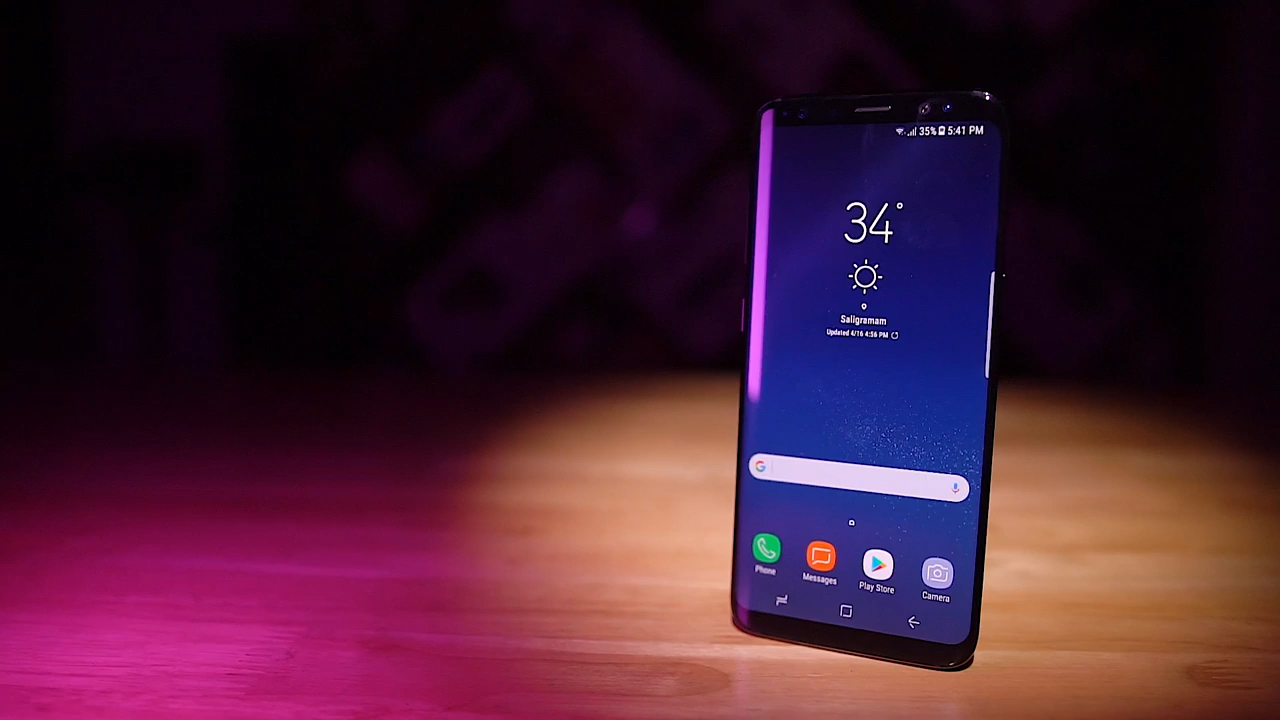 35% 5:41 PM
34°
Saligramam
Updated 4/16 4:56 PM
Phone
Messages
Play Store
Camera